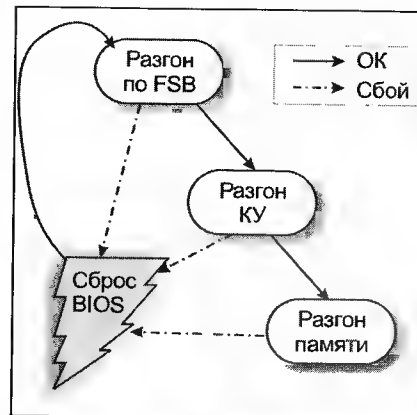 Разгон
по FSB
ОК
Сбой
Разгон
КУ
Сброс
BIOS
Разгон
памяти